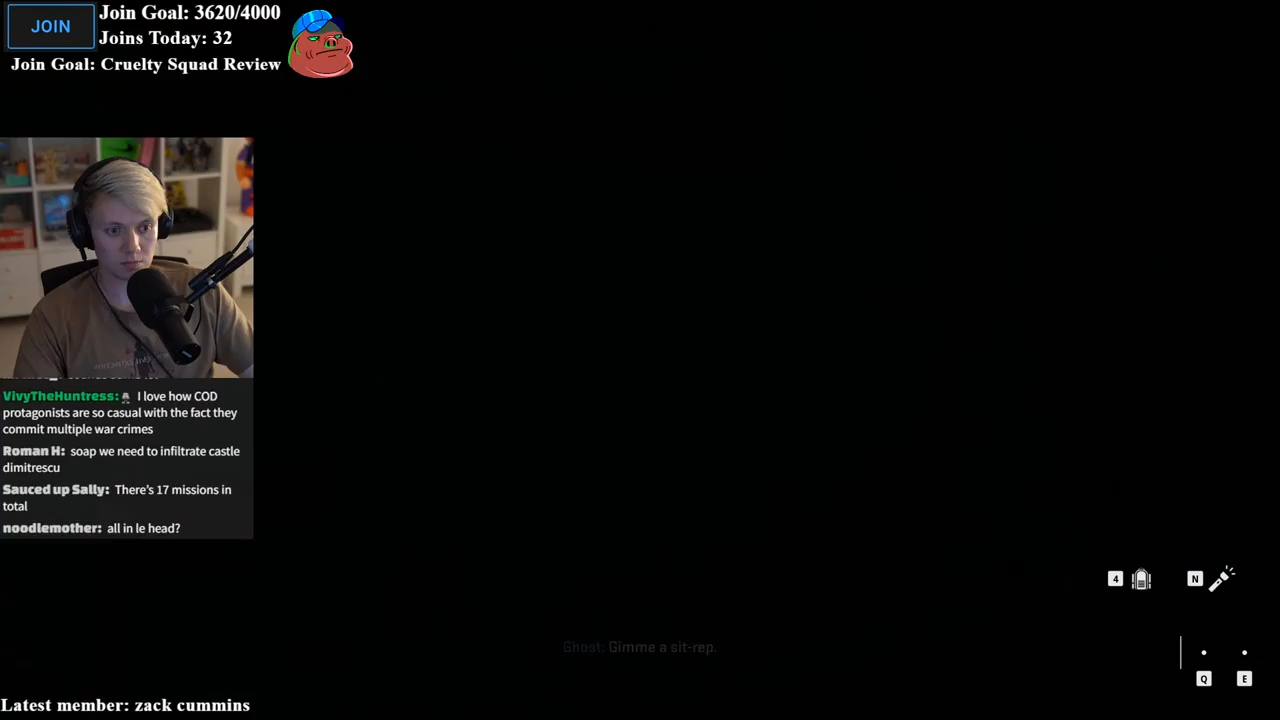 JOIN
Join Goal: 3620/4000
Joins Today: 32
Join Goal: Cruelty Squad Review
VivyTheHuntress: I love how COD
protagonists are so casual with the fact they
commit multiple war crimes
Roman H: soap we need to infiltrate castle
dimitrescu
Sauced up Sally: There's 17 missions in
total
noodlemother: all in le head?
4
N
Ghost: Gimme a sit-rep.
Q
E
Latest member: zack cummins